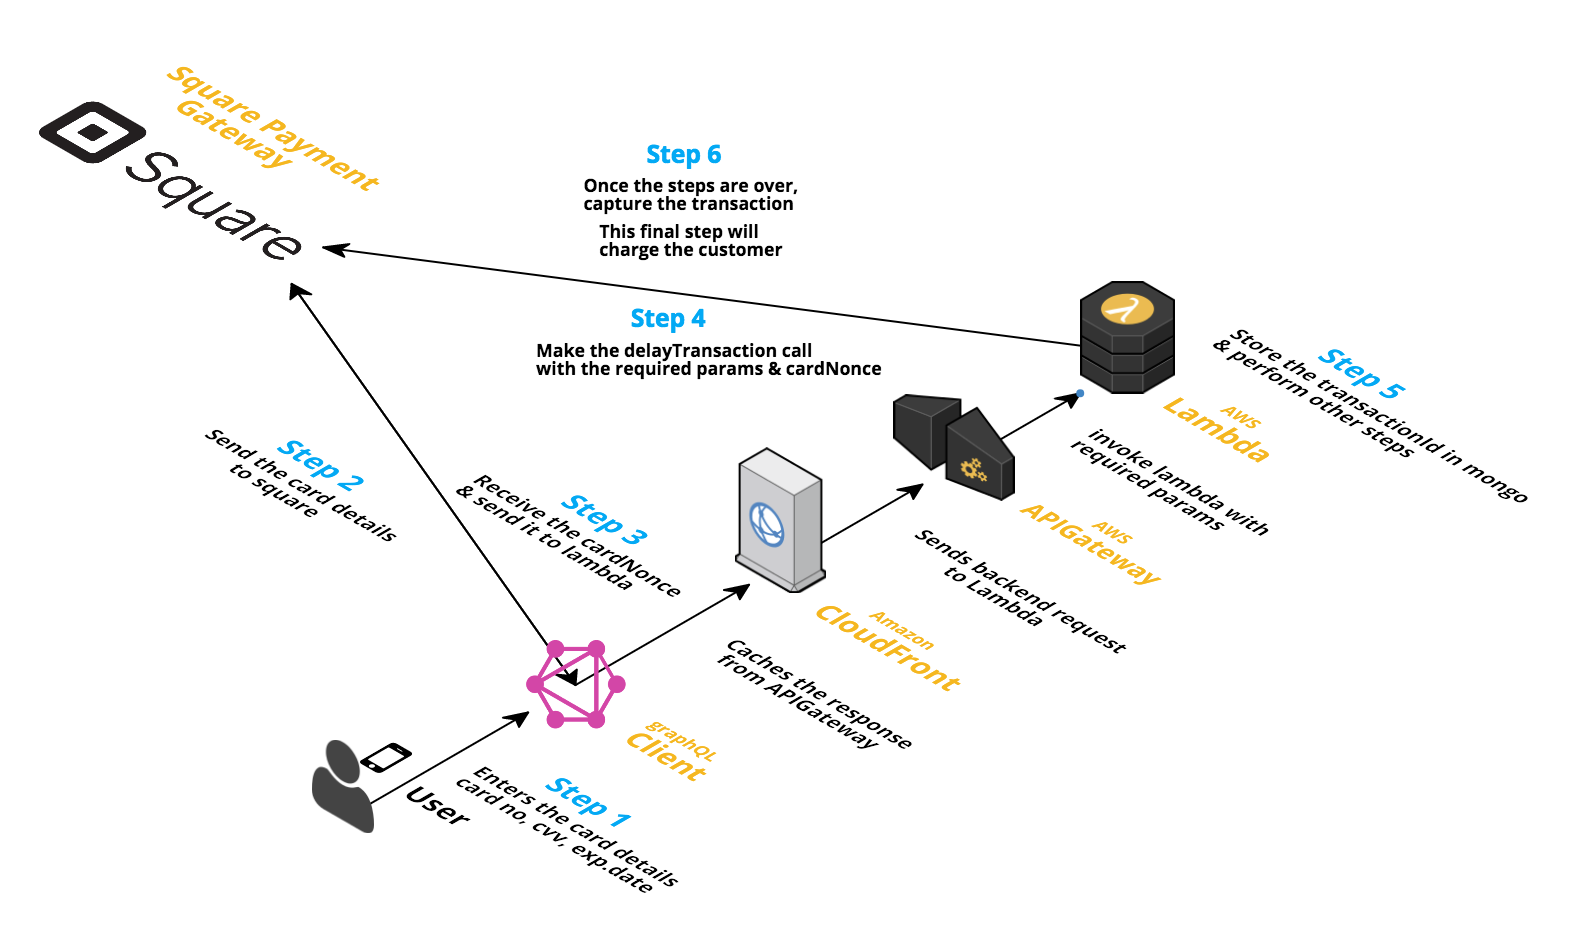 Square Payment
Gateway
Square
Step 6
Once the steps are over,
capture the transaction
This final step will
charge the customer
Step 4
Make the delayTransaction call
with the required params & cardNonce
Step 5
Store the transactionId in mongo
& perform other steps
AWS
Lambda
invoke lambda with
required params
Step 2
Send the card details
to square
Step 3
Receive the cardNonce
& send it to lambda
AWS
APIGateway
Sends backend request
to Lambda
Amazon
CloudFront
Caches the response
from APIGateway
graphQL
Client
User
Step 1
Enters the card details
card no, cvv, exp.date